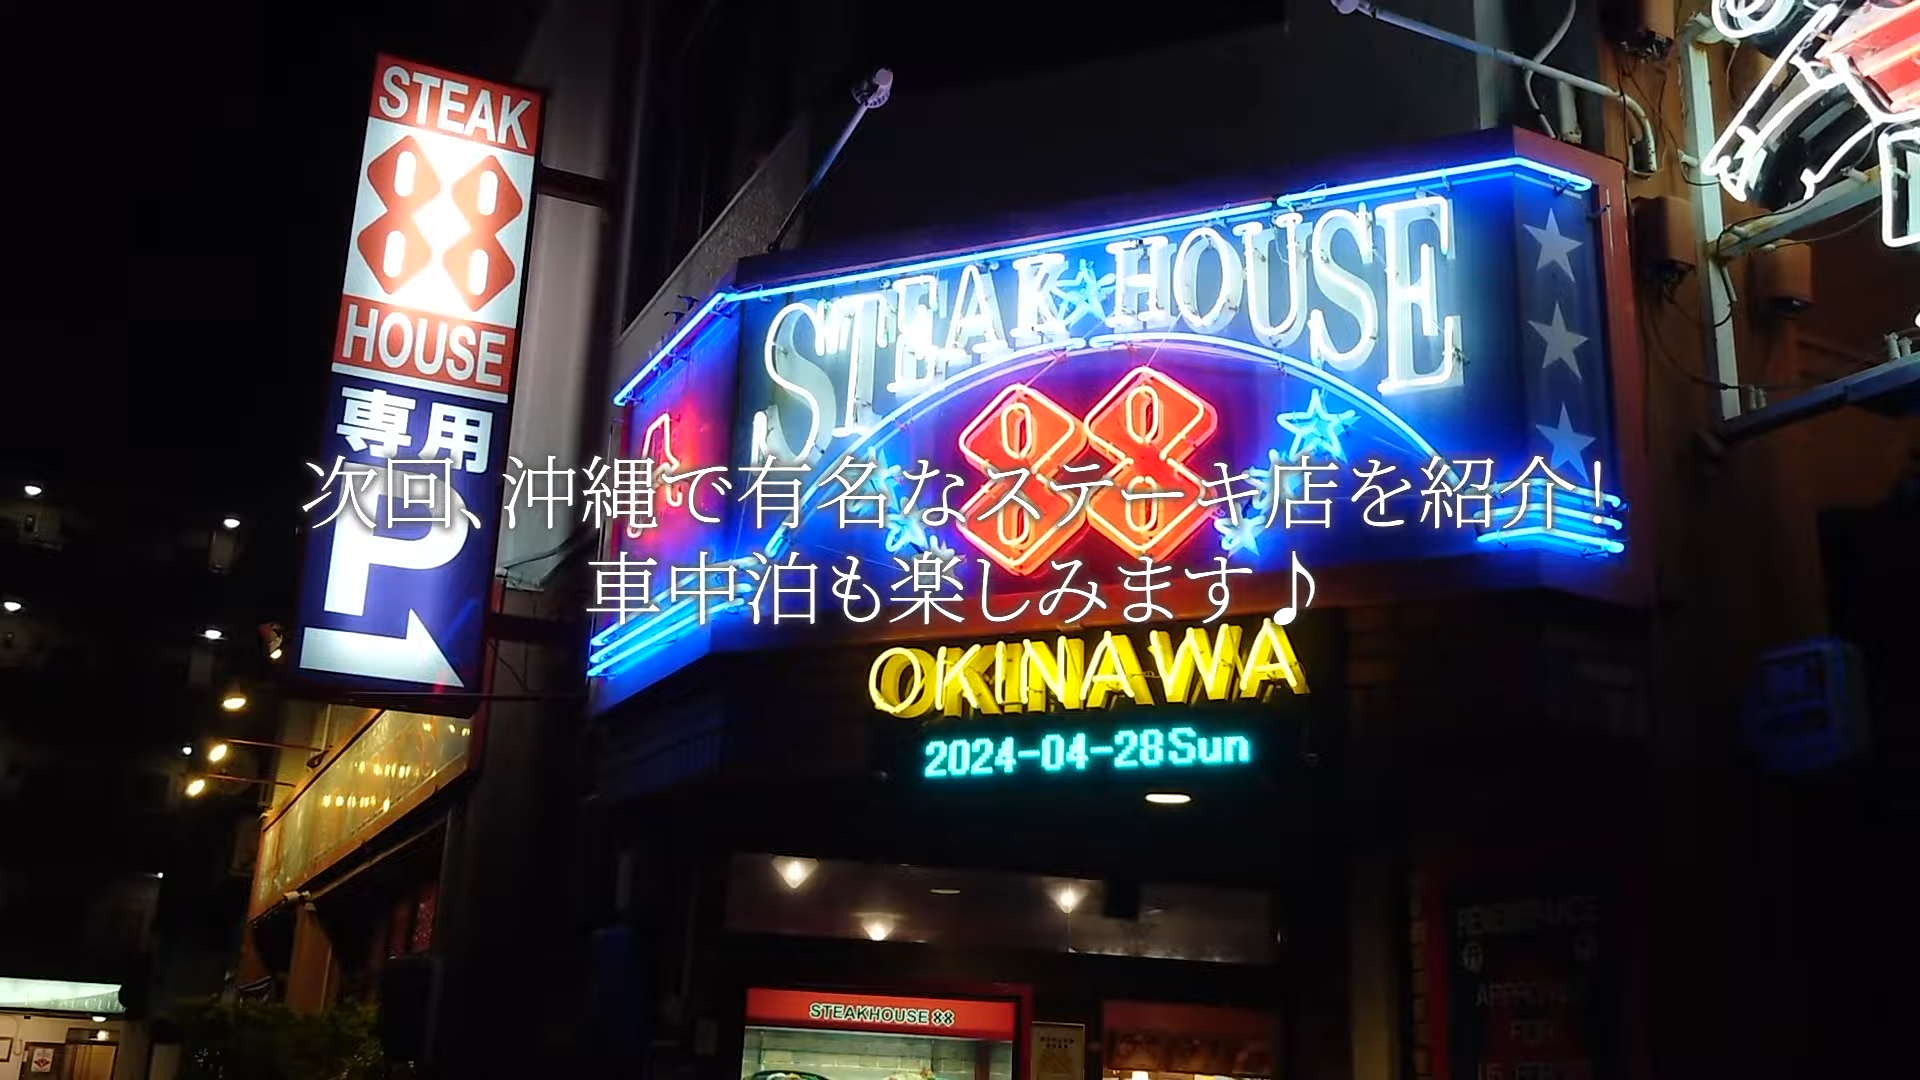 STEAK
88
HOUSE
専用
P
STEAK HOUSE
88
次回、沖縄で有名なステーキ店を紹介!
車中泊も楽しみます♪
OKINAWA
2024-04-28Sun
STEAKHOUSE 88